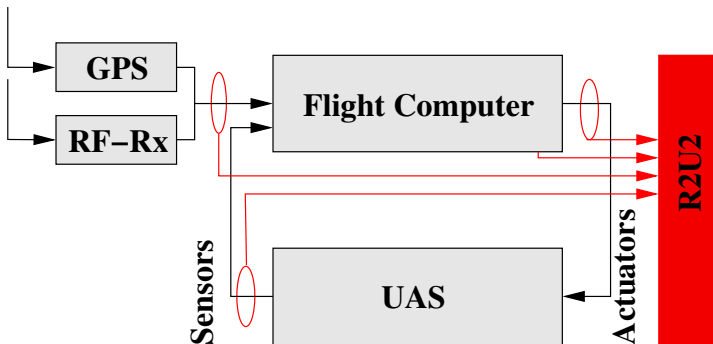 GPS
RF−Rx
Flight Computer
R2U2
Sensors
UAS
Actuators